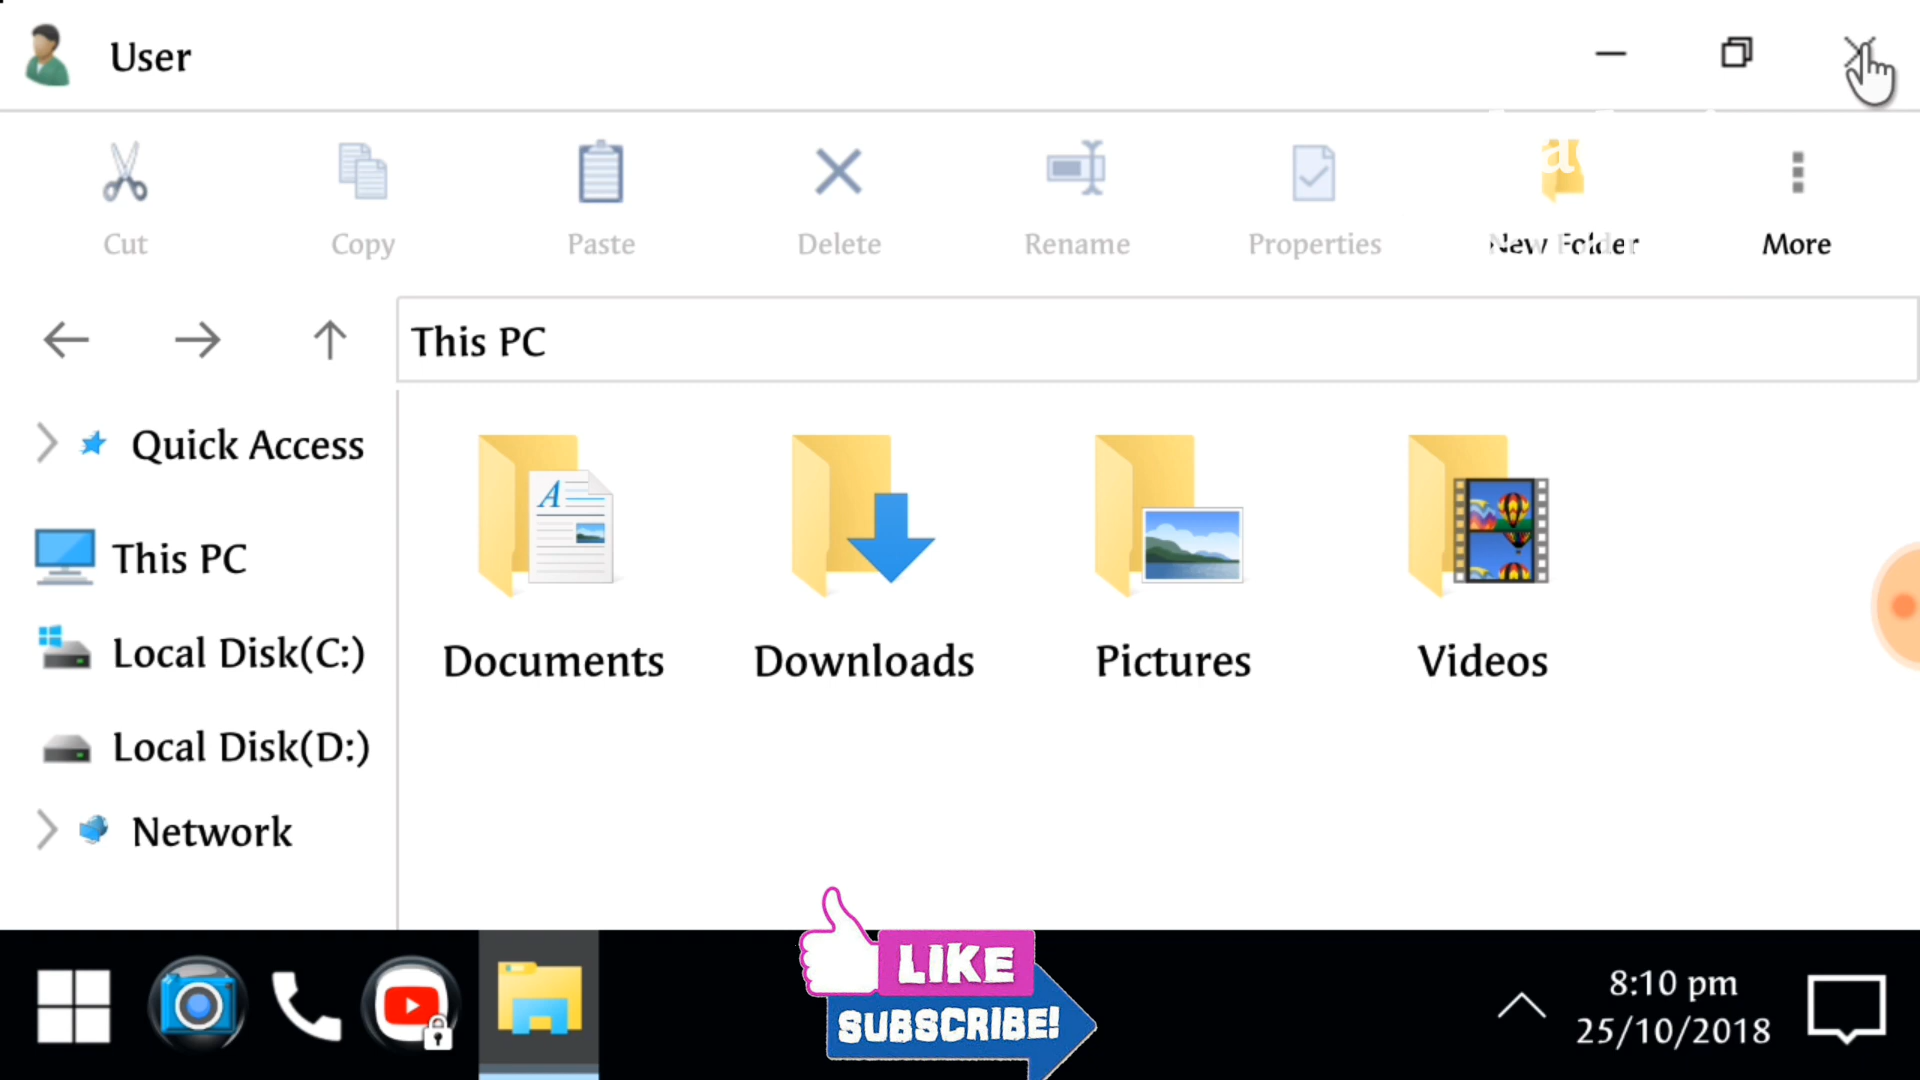 User
Cut
Copy
Paste
Delete
Rename
Properties
New Folder
More
This PC
Quick Access
This PC
Local Disk(C:)
Local Disk(D:)
Network
Documents
Downloads
Pictures
Videos
LIKE
SUBSCRIBE!
8:10 pm
25/10/2018